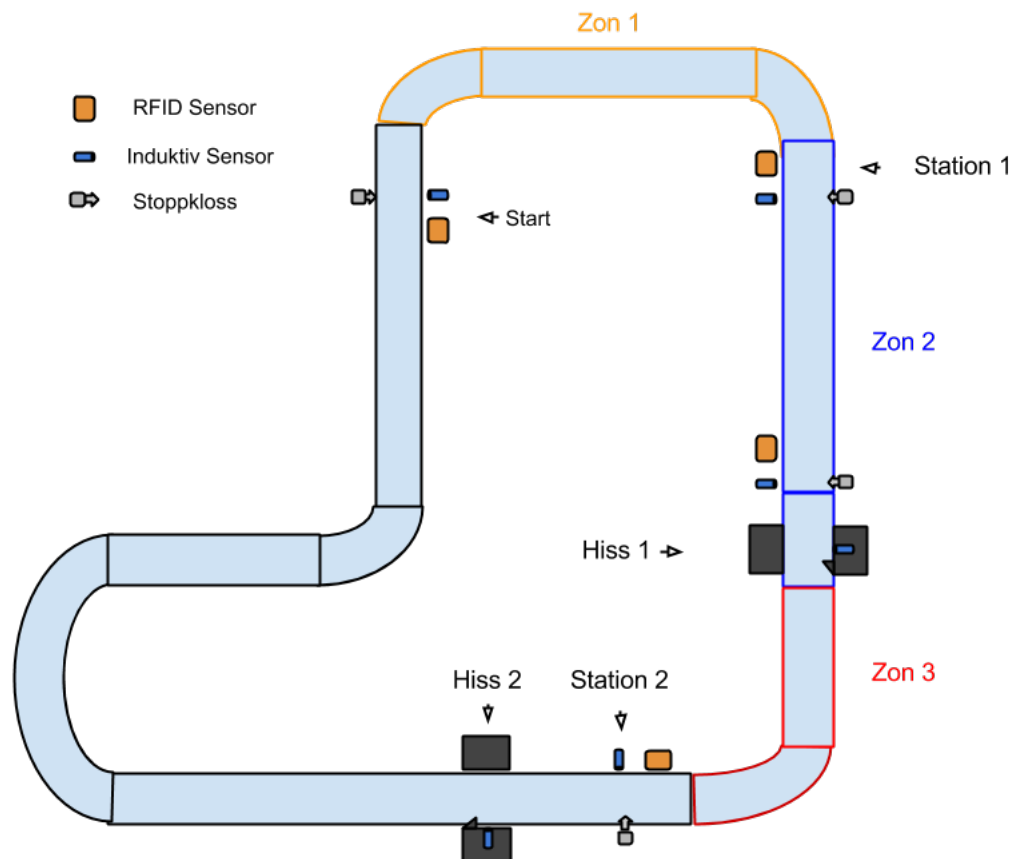 Zon 1
RFID Sensor
Induktiv Sensor
Stoppkloss
Station 1
Start
Zon 2
Hiss 1
Zon 3
Hiss 2
Station 2